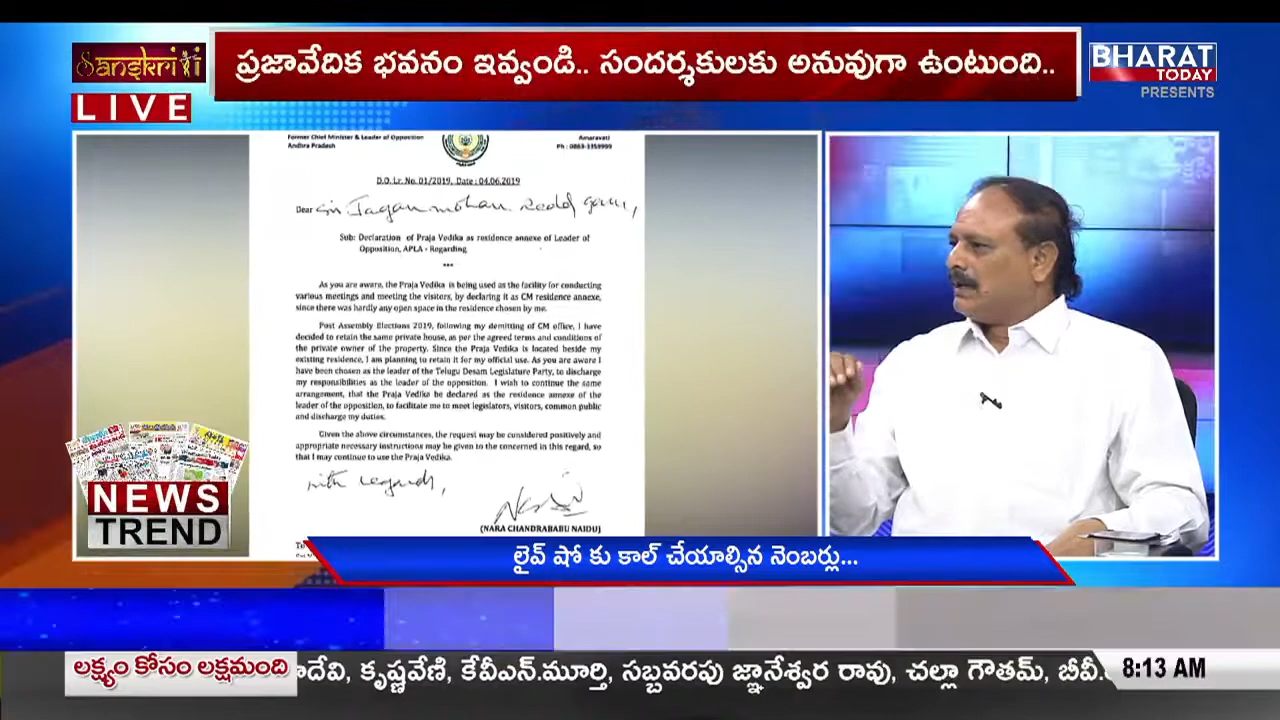 Sanskriti
LIVE
ప్రజావేదిక భవనం ఇవ్వండి.. సందర్శకులకు అనువుగా ఉంటుంది..
BHARAT
TODAY
PRESENTS
Former Chief Minister & Leader of Opposition
Andhra Pradesh
Amaravati
Ph : 0863-2359999
D.O. Lr. No. 01/2019, Date : 04.06.2019
Dear Sri Jagan mohan Reddy garu,
Sub: Declaration of Praja Vedika as residence annexe of Leader of
Opposition, APLA - Regarding
***
As you are aware, the Praja Vedika is being used as the facility for conducting
various meetings and meeting the visitors, by declaring it as CM residence annexe,
since there was hardly any open space in the residence chosen by me.
Post Assembly Elections 2019, following my demitting of CM office, I have
decided to retain the same private house, as per the agreed terms and conditions of
the private owner of the property. Since the Praja Vedika is located beside my
existing residence, I am planning to retain it for my official use. As you are aware I
have been chosen as the leader of the Telugu Desam Legislature Party, to discharge
my responsibilities as the leader of the opposition. I wish to continue the same
arrangement, that the Praja Vedika be declared as the residence annexe of the
leader of the opposition, to facilitate me to meet legislators, visitors, common public
and discharge my duties.
Given the above circumstances, the request may be considered positively and
appropriate necessary instructions may be given to the concerned in this regard, so
that I may continue to use the Praja Vedika.
with regards,
(NARA CHANDRABABU NAIDU)
To
NEWS
TREND
లైవ్ షో కు కాల్ చేయాల్సిన నెంబర్లు...
లక్ష్యం కోసం లక్షమంది
ాదేవి, కృష్ణవేణి, కేవీఎన్.మూర్తి, సబ్బవరపు జ్ఞానేశ్వర రావు, చల్లా గౌతమ్, బీవీ.
8:13 AM